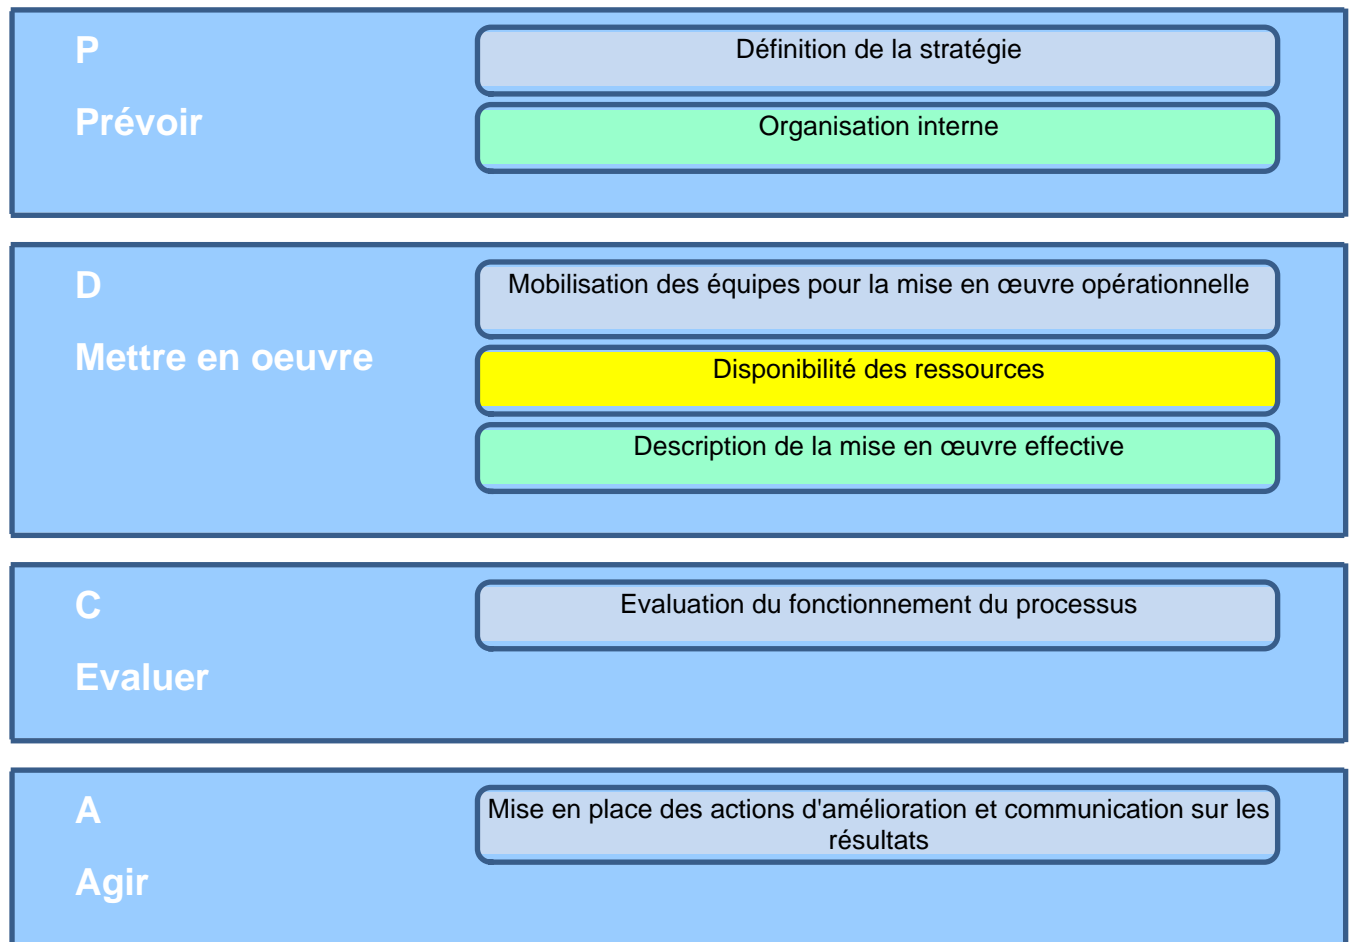 P
Prévoir
Définition de la stratégie
Organisation interne
D
Mettre en oeuvre
Mobilisation des équipes pour la mise en œuvre opérationnelle
Disponibilité des ressources
Description de la mise en œuvre effective
C
Evaluer
Evaluation du fonctionnement du processus
A
Agir
Mise en place des actions d'amélioration et communication sur les
résultats